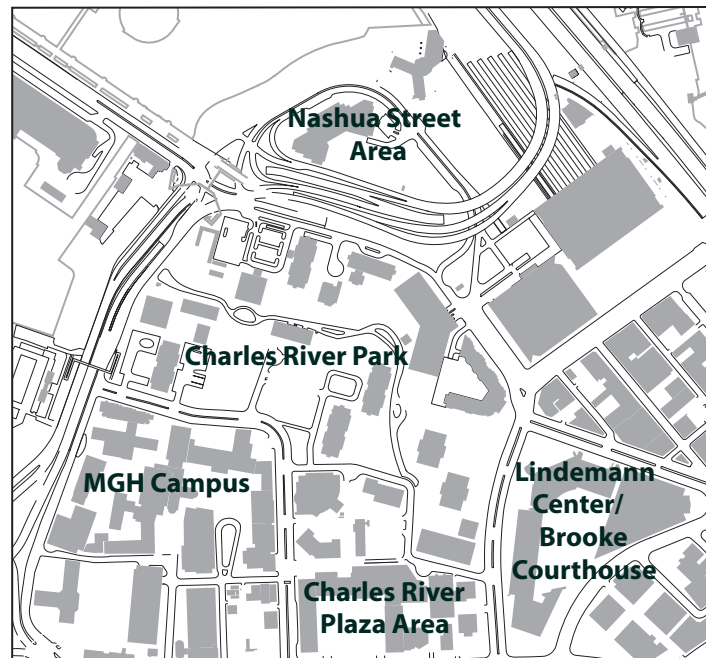 Nashua Street
Area
Charles River Park
MGH Campus
Lindemann
Center/
Brooke
Courthouse
Charles River
Plaza Area